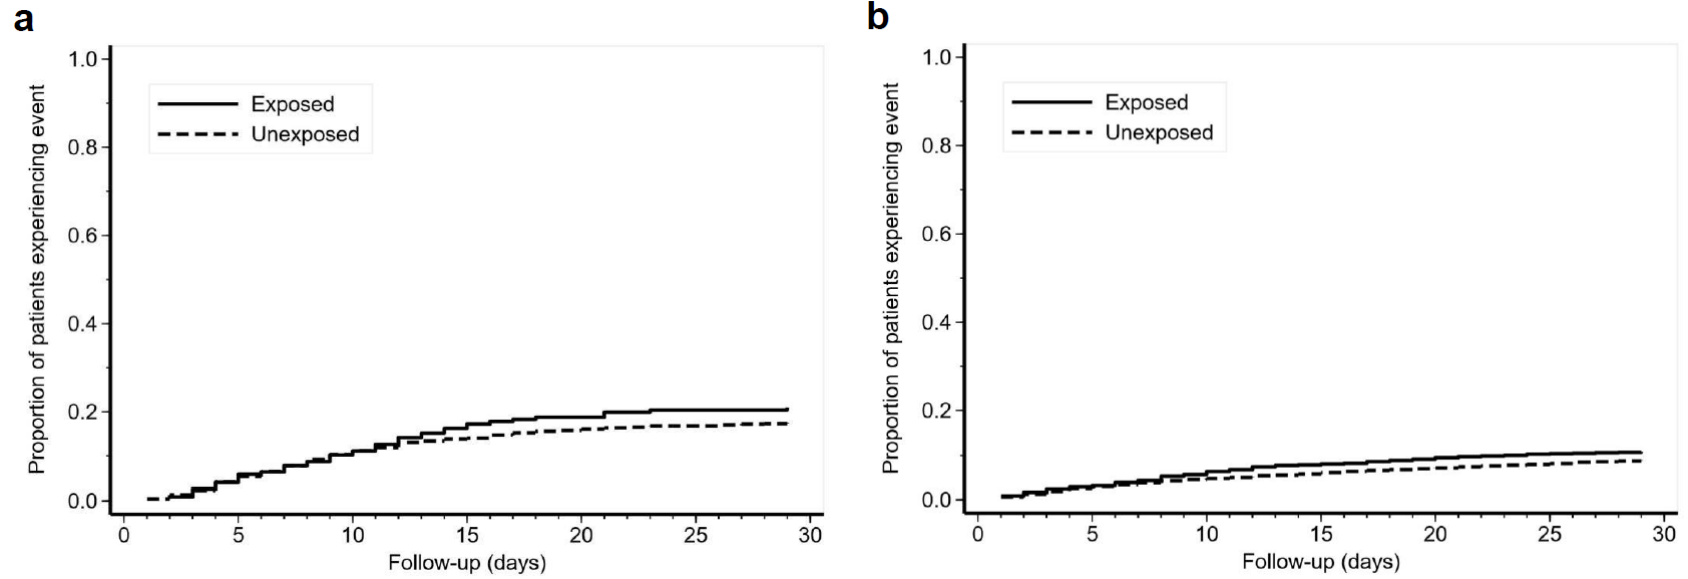 a
Proportion of patients experiencing event
1.0
0.8
0.6
0.4
0.2
0.0
Exposed
Unexposed
0 5 10 15 20 25 30
Follow-up (days)
b
Proportion of patients experiencing event
1.0
0.8
0.6
0.4
0.2
0.0
Exposed
Unexposed
0 5 10 15 20 25 30
Follow-up (days)